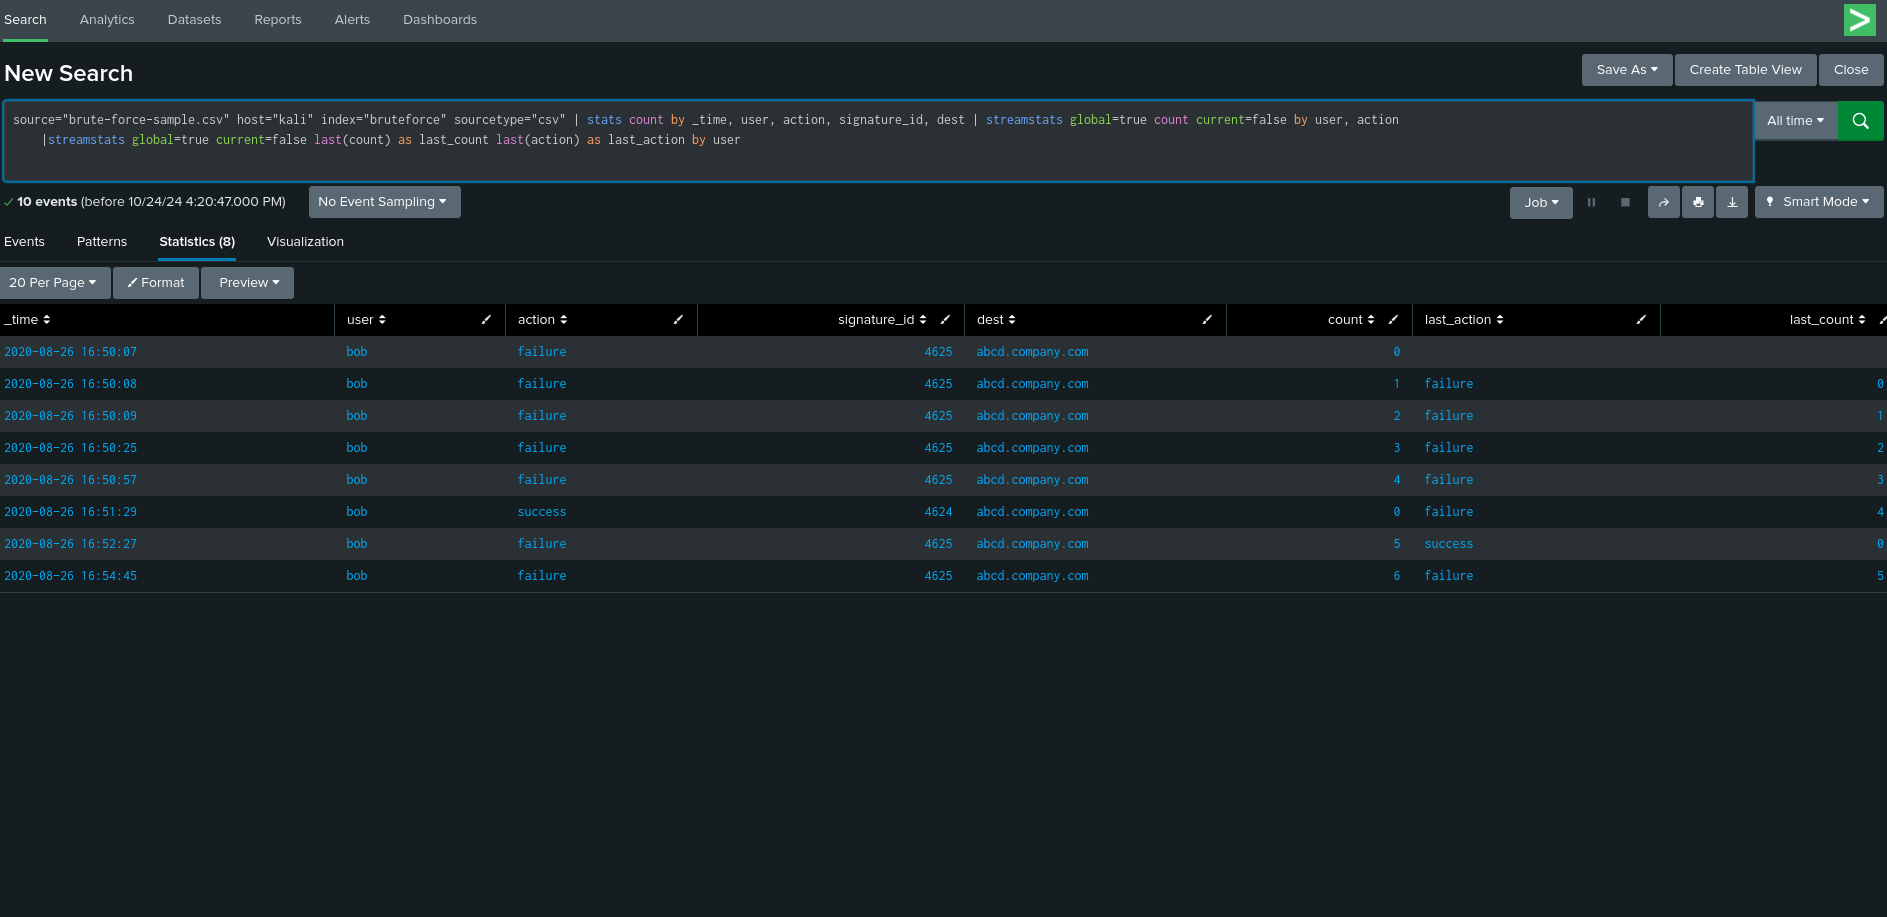 Search Analytics Datasets Reports Alerts Dashboards
New Search
Save As Create Table View Close
source="brute-force-sample.csv" host="kali" index="bruteforce" sourcetype="csv" | stats count by _time, user, action, signature_id, dest | streamstats global=true count current=false by user, action
|streamstats global=true current=false last(count) as last_count last(action) as last_action by user
All time
10 events (before 10/24/24 4:20:47.000 PM) No Event Sampling Job Smart Mode
Events Patterns Statistics (8) Visualization
20 Per Page Format Preview
_time user action signature_id dest count last_action last_count
2020-08-26 16:50:07 bob failure 4625 abcd.company.com 0
2020-08-26 16:50:08 bob failure 4625 abcd.company.com 1 failure 0
2020-08-26 16:50:09 bob failure 4625 abcd.company.com 2 failure 1
2020-08-26 16:50:25 bob failure 4625 abcd.company.com 3 failure 2
2020-08-26 16:50:57 bob failure 4625 abcd.company.com 4 failure 3
2020-08-26 16:51:29 bob success 4624 abcd.company.com 0 failure 4
2020-08-26 16:52:27 bob failure 4625 abcd.company.com 5 success 0
2020-08-26 16:54:45 bob failure 4625 abcd.company.com 6 failure 5